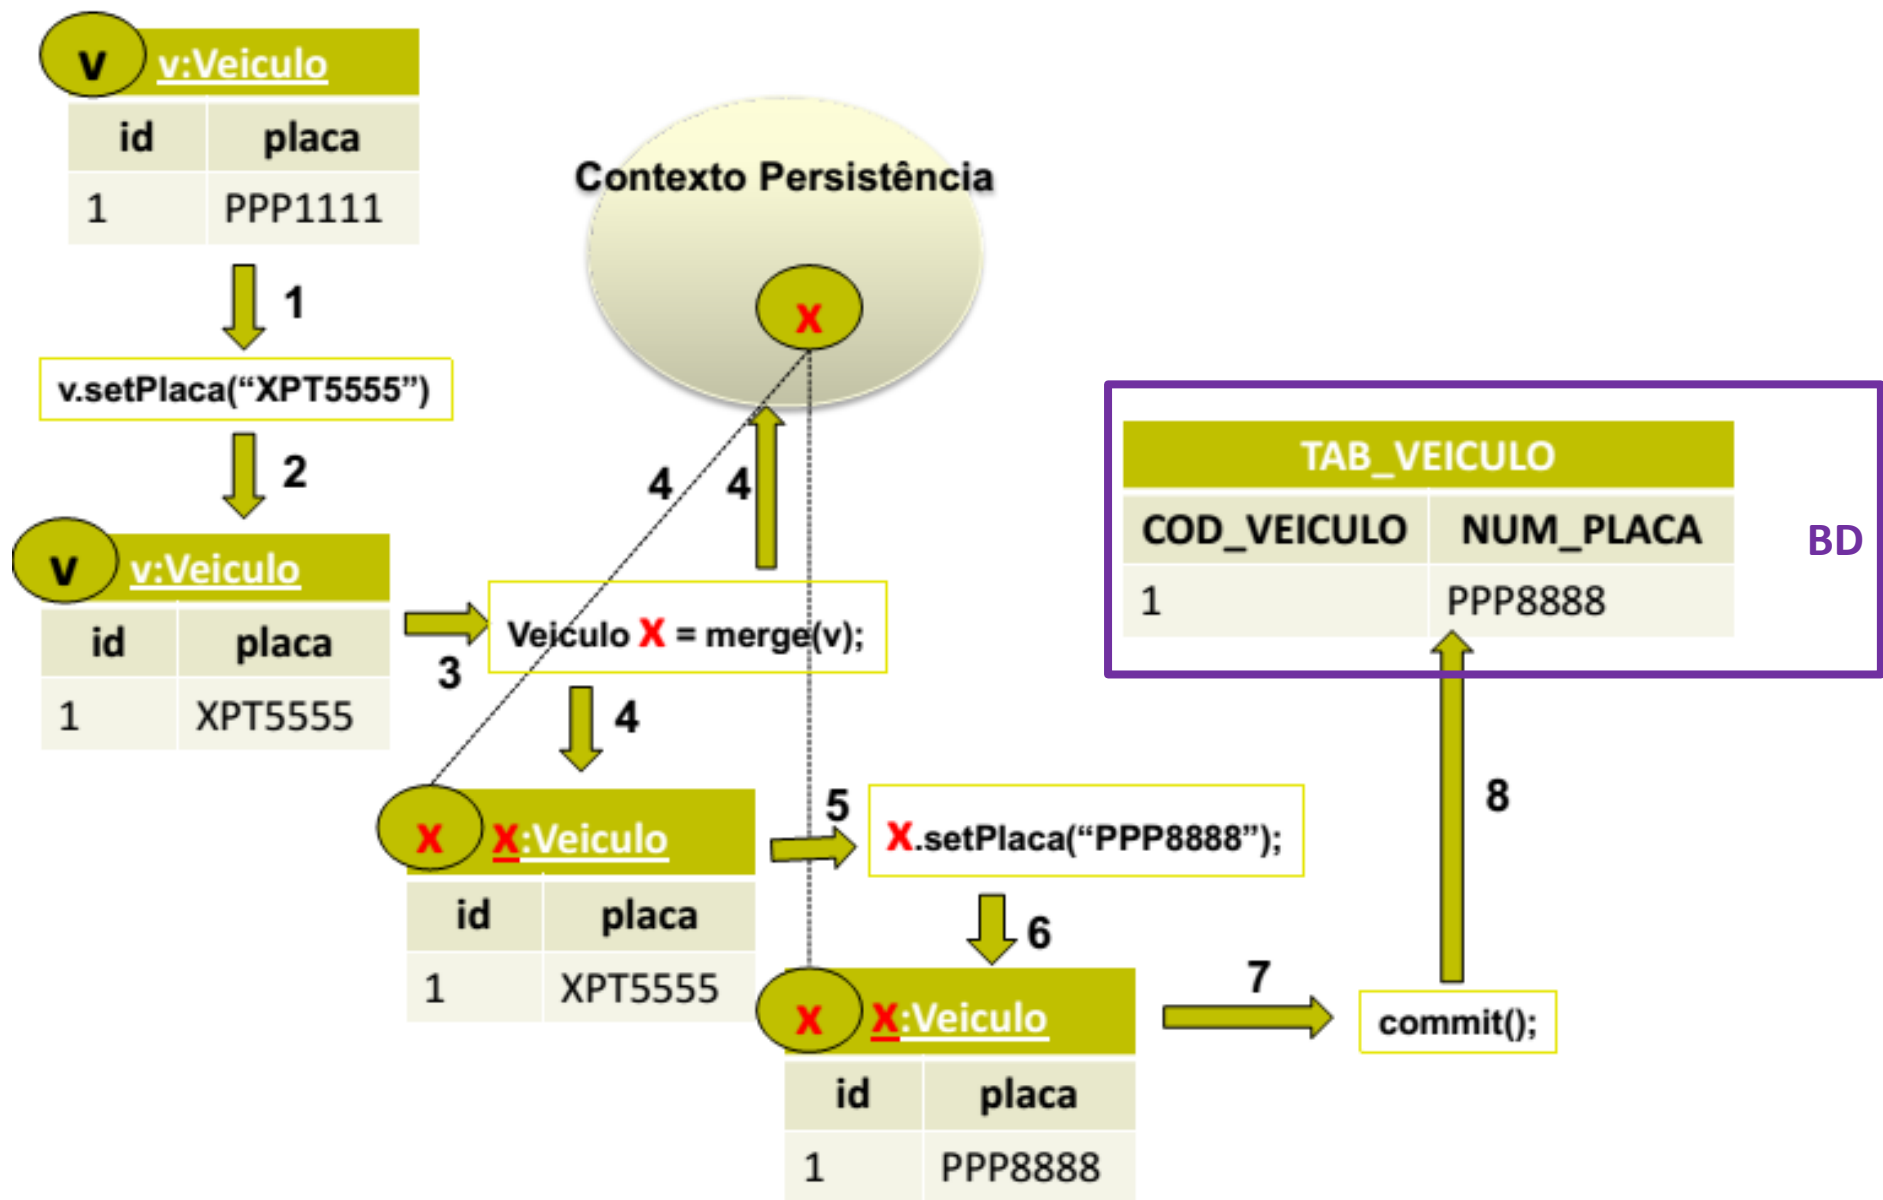 v v:Veiculo
id placa
1 PPP1111
1
v.setPlaca(“XPT5555”)
2
v v:Veiculo
id placa
1 XPT5555
3
Veiculo X = merge(v);
4
4
4
Contexto Persistência
x
x X:Veiculo
id placa
1 XPT5555
5
X.setPlaca(“PPP8888”);
6
x X:Veiculo
id placa
1 PPP8888
7
commit();
8
TAB_VEICULO
COD_VEICULO NUM_PLACA
1 PPP8888
BD